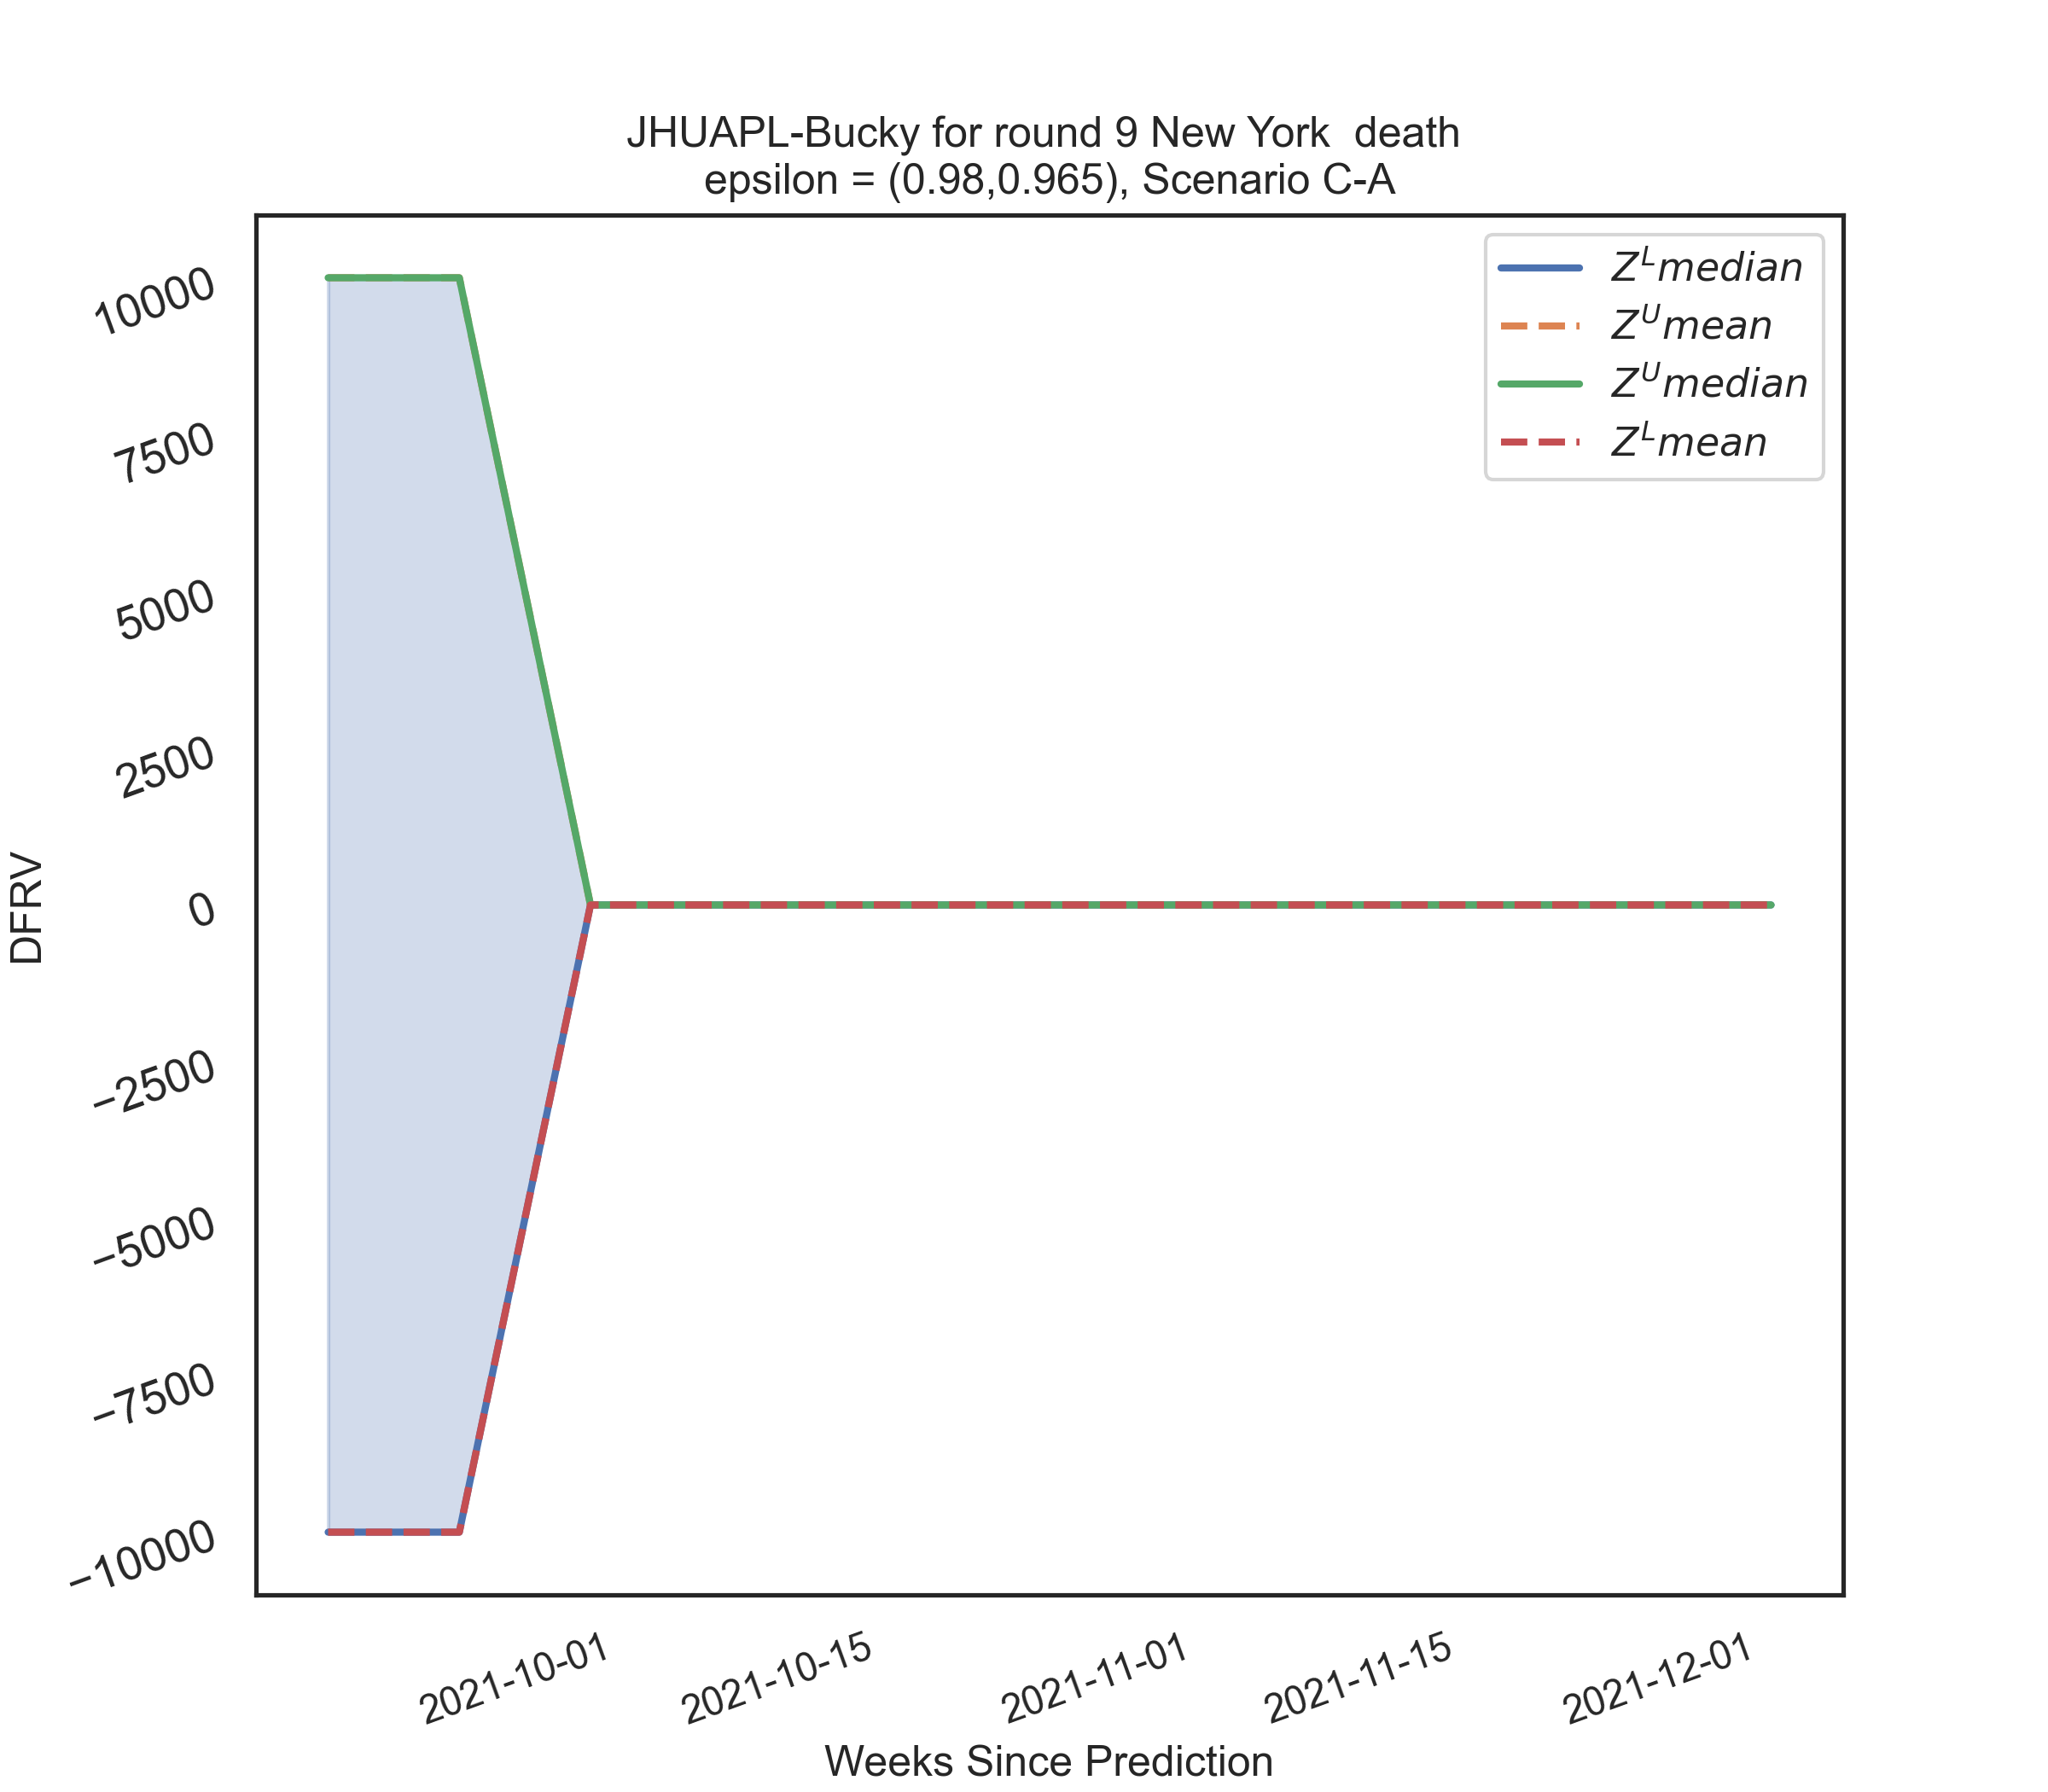 JHUAPL-Bucky for round 9 New York  death
epsilon = (0.98,0.965), Scenario C-A
Z^L median
Z^U mean
Z^U median
Z^L mean
10000
7500
5000
2500
0
−2500
−5000
−7500
−10000
DFRV
2021-10-01
2021-10-15
2021-11-01
2021-11-15
2021-12-01
Weeks Since Prediction